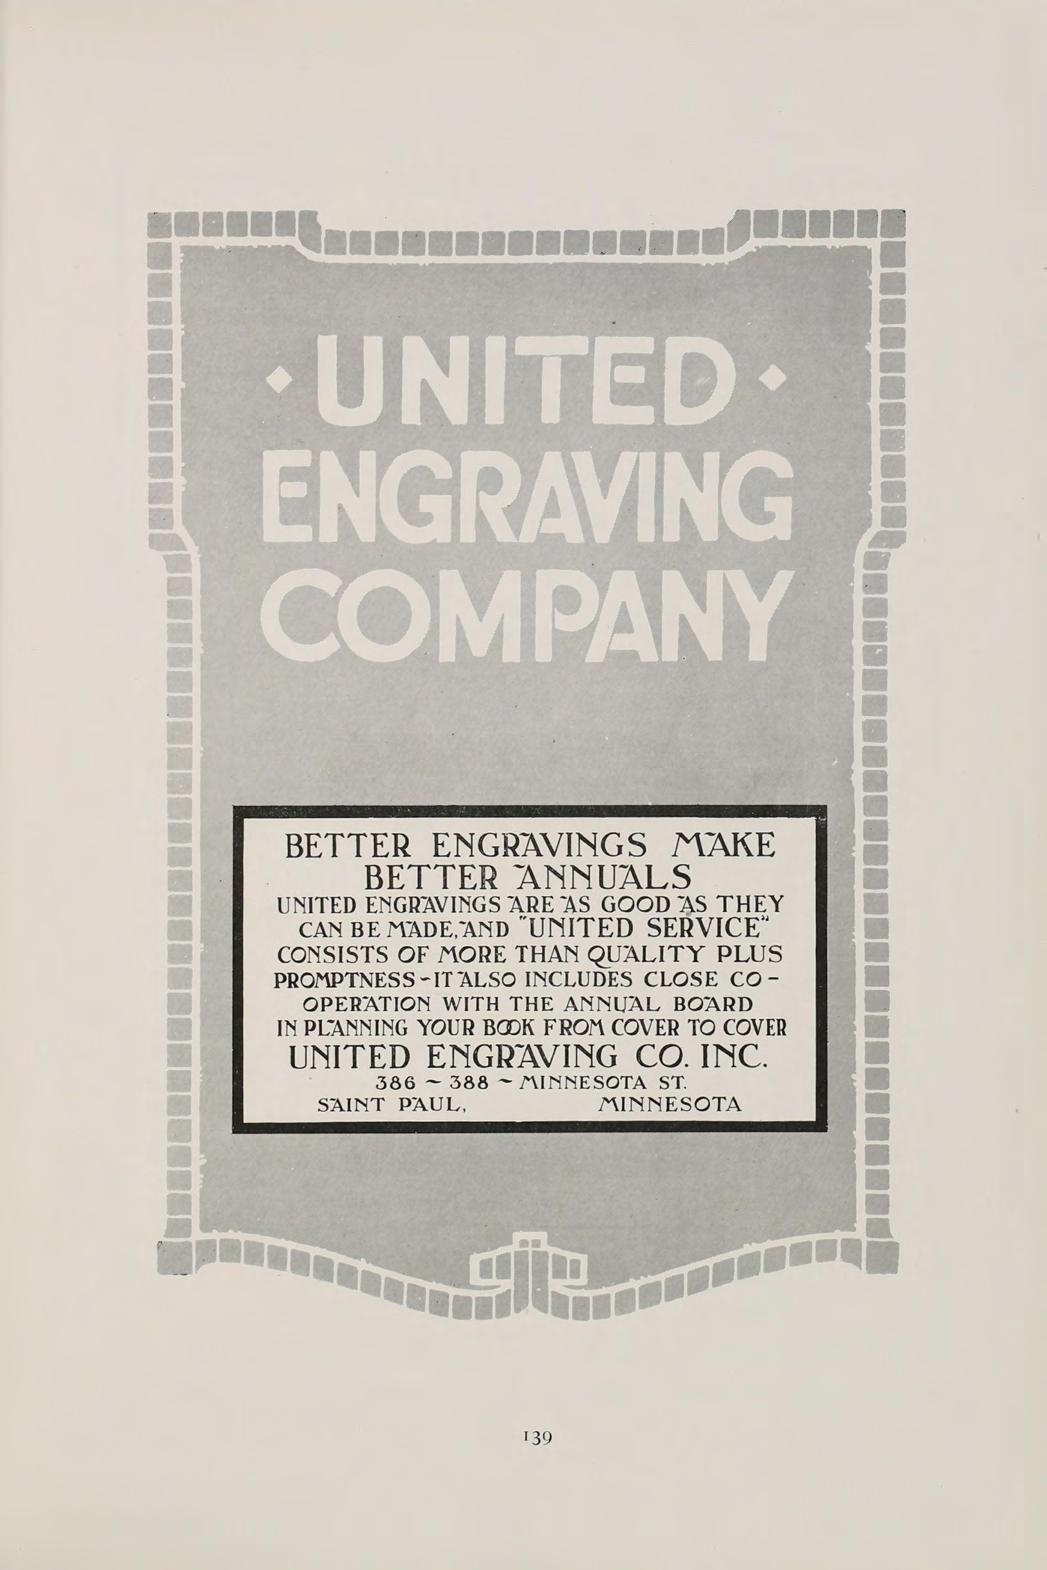 · UNITED ·
ENGRAVING
COMPANY
BETTER ENGRAVINGS MAKE
BETTER ANNUALS
UNITED ENGRAVINGS ARE AS GOOD AS THEY
CAN BE MADE, AND "UNITED SERVICE"
CONSISTS OF MORE THAN QUALITY PLUS
PROMPTNESS - IT ALSO INCLUDES CLOSE CO-
OPERATION WITH THE ANNUAL BOARD
IN PLANNING YOUR BOOK FROM COVER TO COVER
UNITED ENGRAVING CO. INC.
386 ~ 388 ~ MINNESOTA ST.
SAINT PAUL, MINNESOTA
139